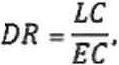 DR = LC / EC,